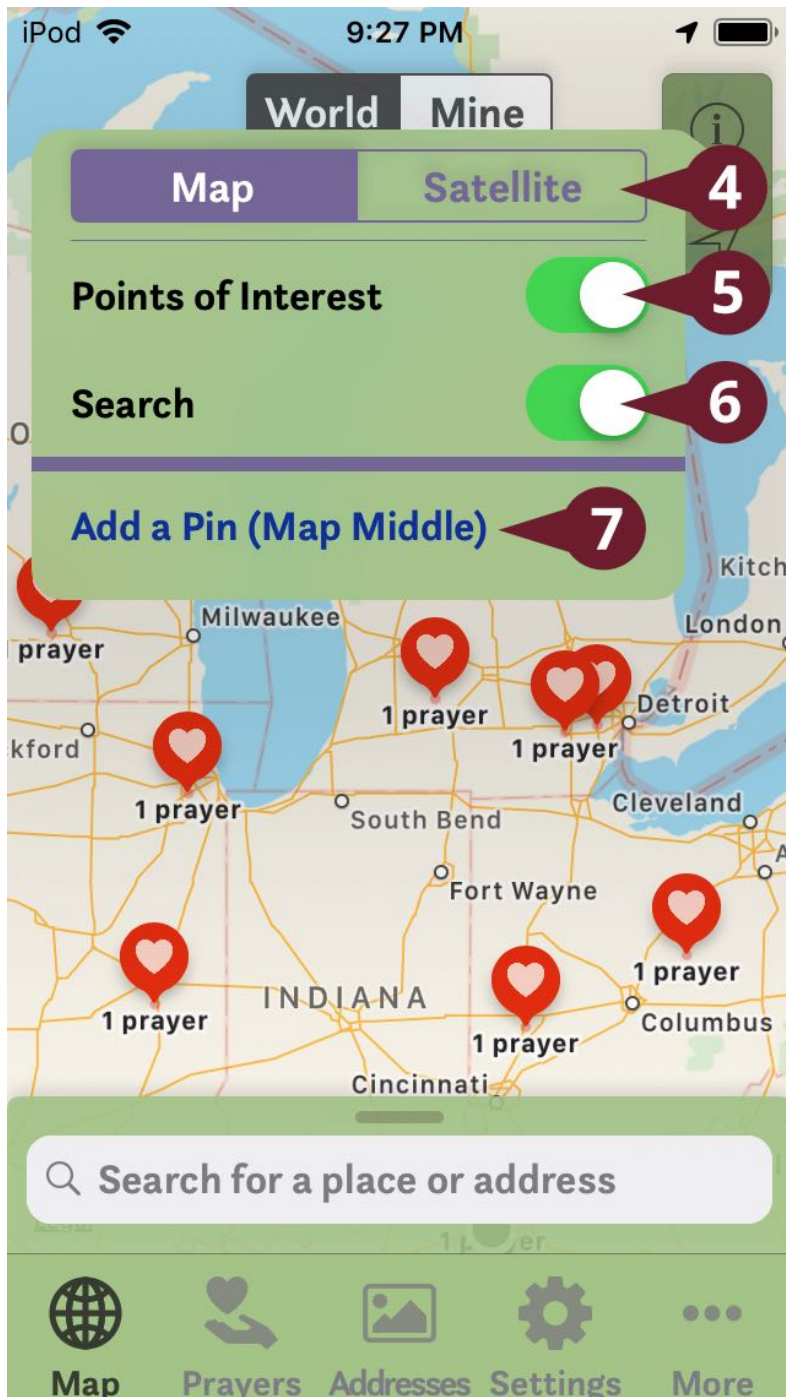 iPod 9:27 PM
World Mine
i
Map Satellite 4
Points of Interest 5
Search 6
Add a Pin (Map Middle) 7
Kitch
Milwaukee
London
prayer
1 prayer
Detroit
kford
1 prayer
1 prayer
Cleveland
South Bend
Fort Wayne
1 prayer
INDIANA
1 prayer
Columbus
1 prayer
Cincinnati
Search for a place or address
Map Prayers Addresses Settings More